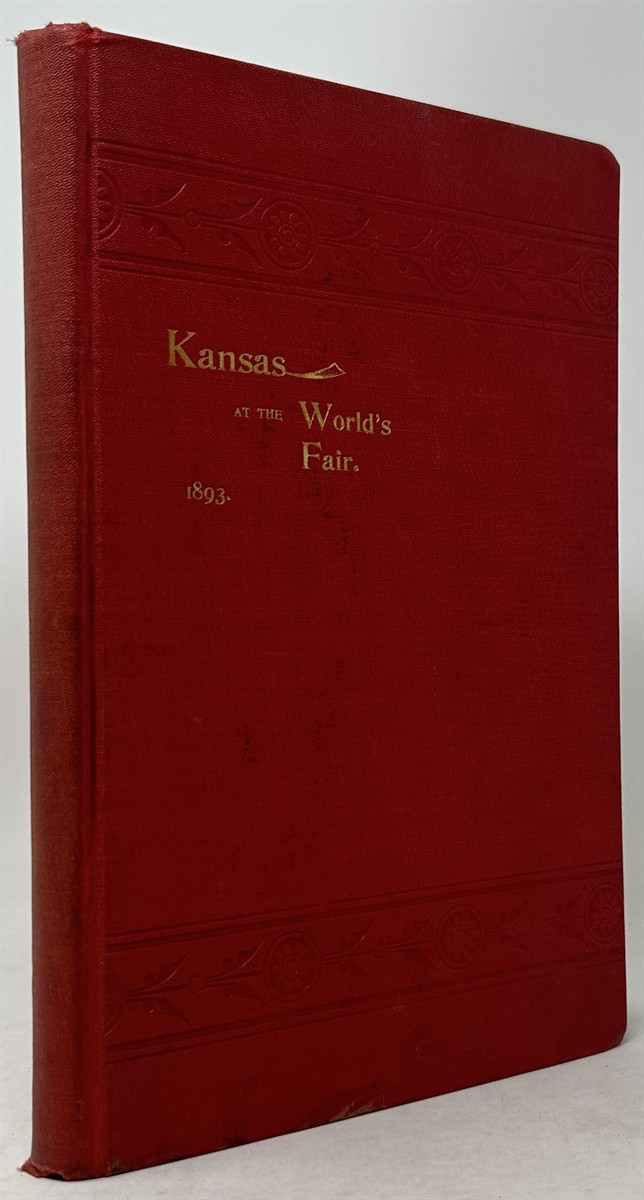 Kansas
AT THE World's
Fair.
1893.